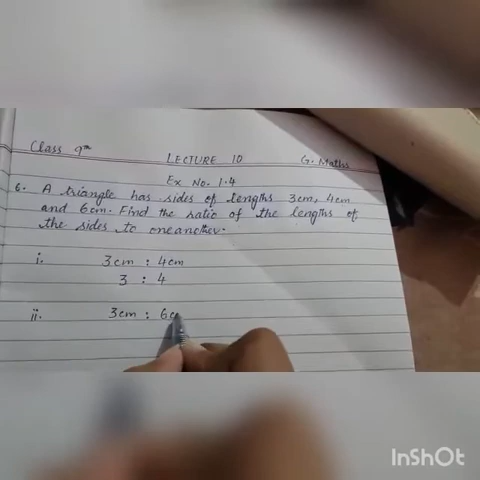 Class 9th LECTURE 10 G. Maths
Ex No. 1.4
6. A triangle has sides of lengths 3cm, 4cm
and 6cm. Find the ratio of the lengths of
the sides to oneanother.
i. 3cm : 4cm
3 : 4
ii. 3cm : 6c
InShOt